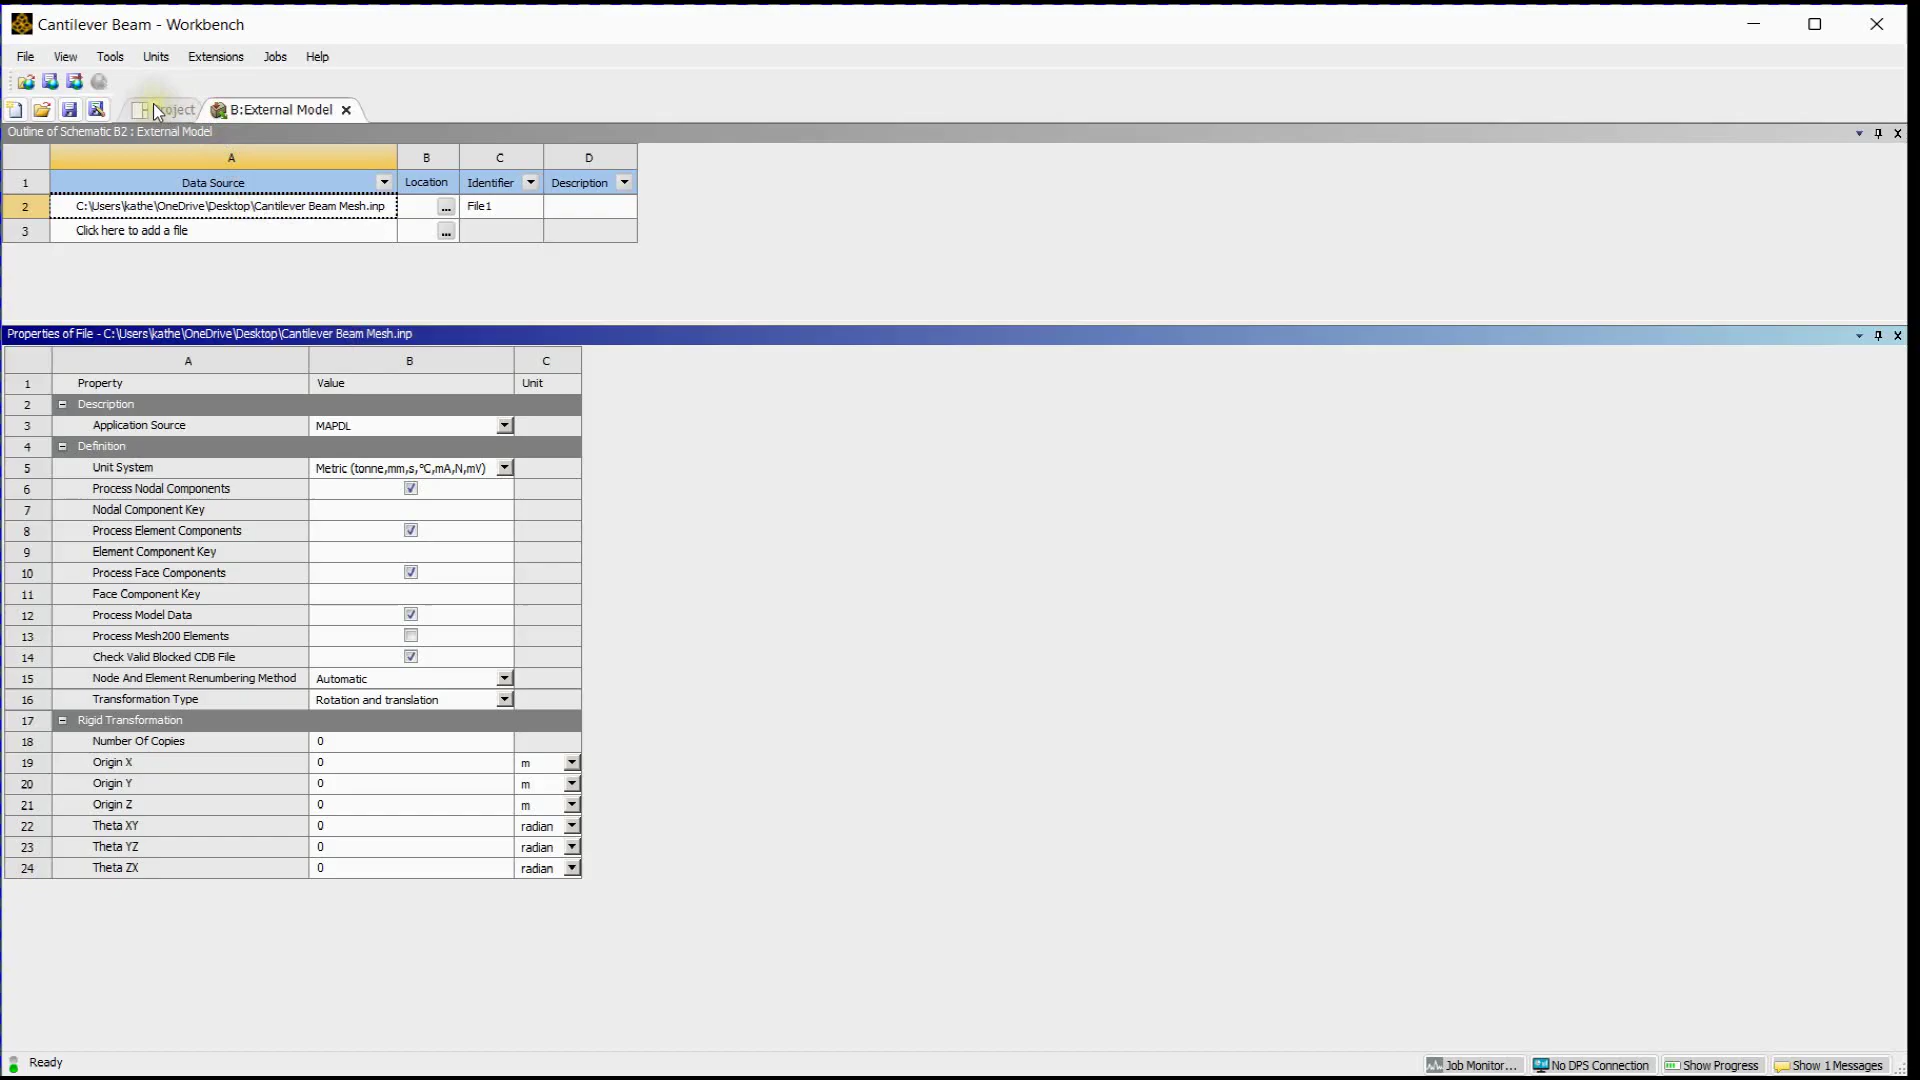 Cantilever Beam - Workbench
File View Tools Units Extensions Jobs Help
Project B:External Model
Outline of Schematic B2 : External Model
A B C D
1 Data Source Location Identifier Description
2 C:\Users\kathe\OneDrive\Desktop\Cantilever Beam Mesh.inp ... File1
3 Click here to add a file ...
Properties of File - C:\Users\kathe\OneDrive\Desktop\Cantilever Beam Mesh.inp
A B C
1 Property Value Unit
2 Description
3 Application Source MAPDL
4 Definition
5 Unit System Metric (tonne,mm,s,°C,mA,N,mV)
6 Process Nodal Components
7 Nodal Component Key
8 Process Element Components
9 Element Component Key
10 Process Face Components
11 Face Component Key
12 Process Model Data
13 Process Mesh200 Elements
14 Check Valid Blocked CDB File
15 Node And Element Renumbering Method Automatic
16 Transformation Type Rotation and translation
17 Rigid Transformation
18 Number Of Copies 0
19 Origin X 0 m
20 Origin Y 0 m
21 Origin Z 0 m
22 Theta XY 0 radian
23 Theta YZ 0 radian
24 Theta ZX 0 radian
Ready Job Monitor... No DPS Connection Show Progress Show 1 Messages